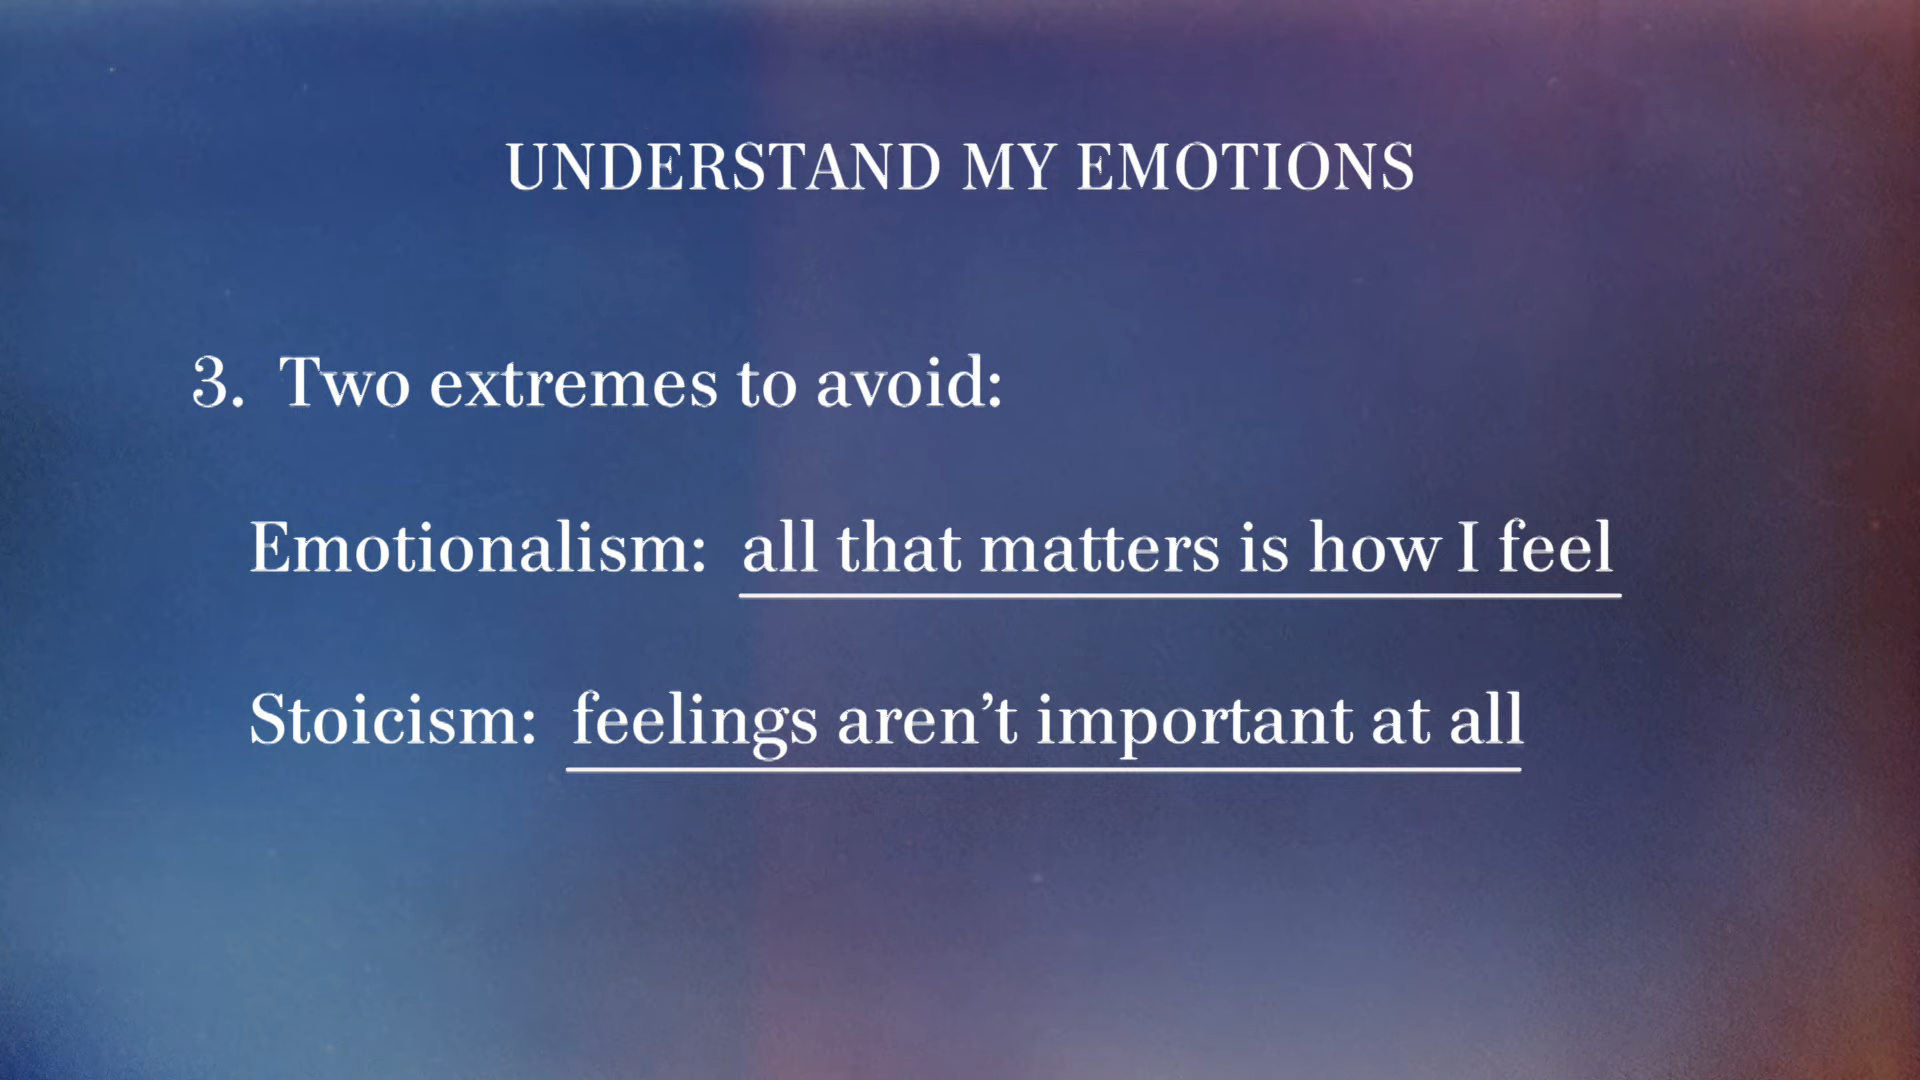 UNDERSTAND MY EMOTIONS
3. Two extremes to avoid:
Emotionalism: all that matters is how I feel
Stoicism: feelings aren’t important at all